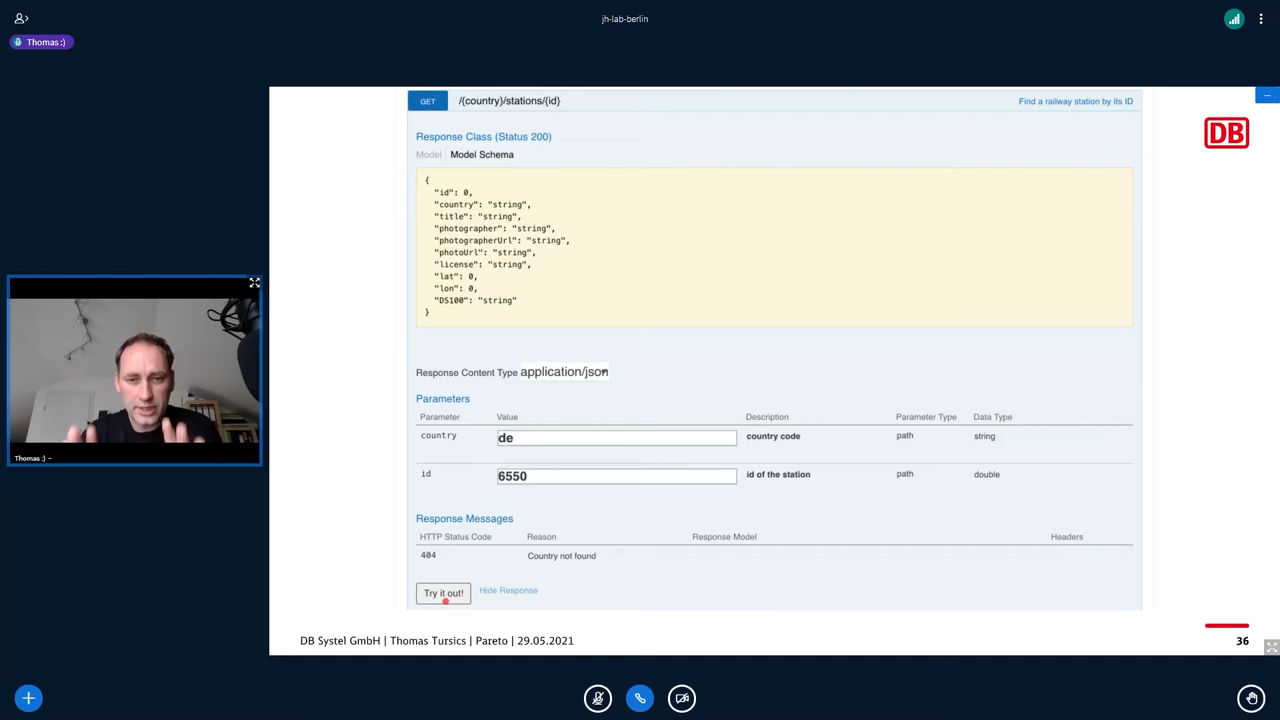 jh-lab-berlin
Thomas :)
GET /{country}/stations/{id} Find a railway station by its ID
DB
Response Class (Status 200)
Model Model Schema
{
"id": 0,
"country": "string",
"title": "string",
"photographer": "string",
"photographerUrl": "string",
"photoUrl": "string",
"license": "string",
"lat": 0,
"lon": 0,
"DS100": "string"
}
Response Content Type application/json
Parameters
Parameter Value Description Parameter Type Data Type
country de country code path string
id 6550 id of the station path double
Response Messages
HTTP Status Code Reason Response Model Headers
404 Country not found
Try it out! Hide Response
Thomas :)
DB Systel GmbH | Thomas Tursics | Pareto | 29.05.2021
36